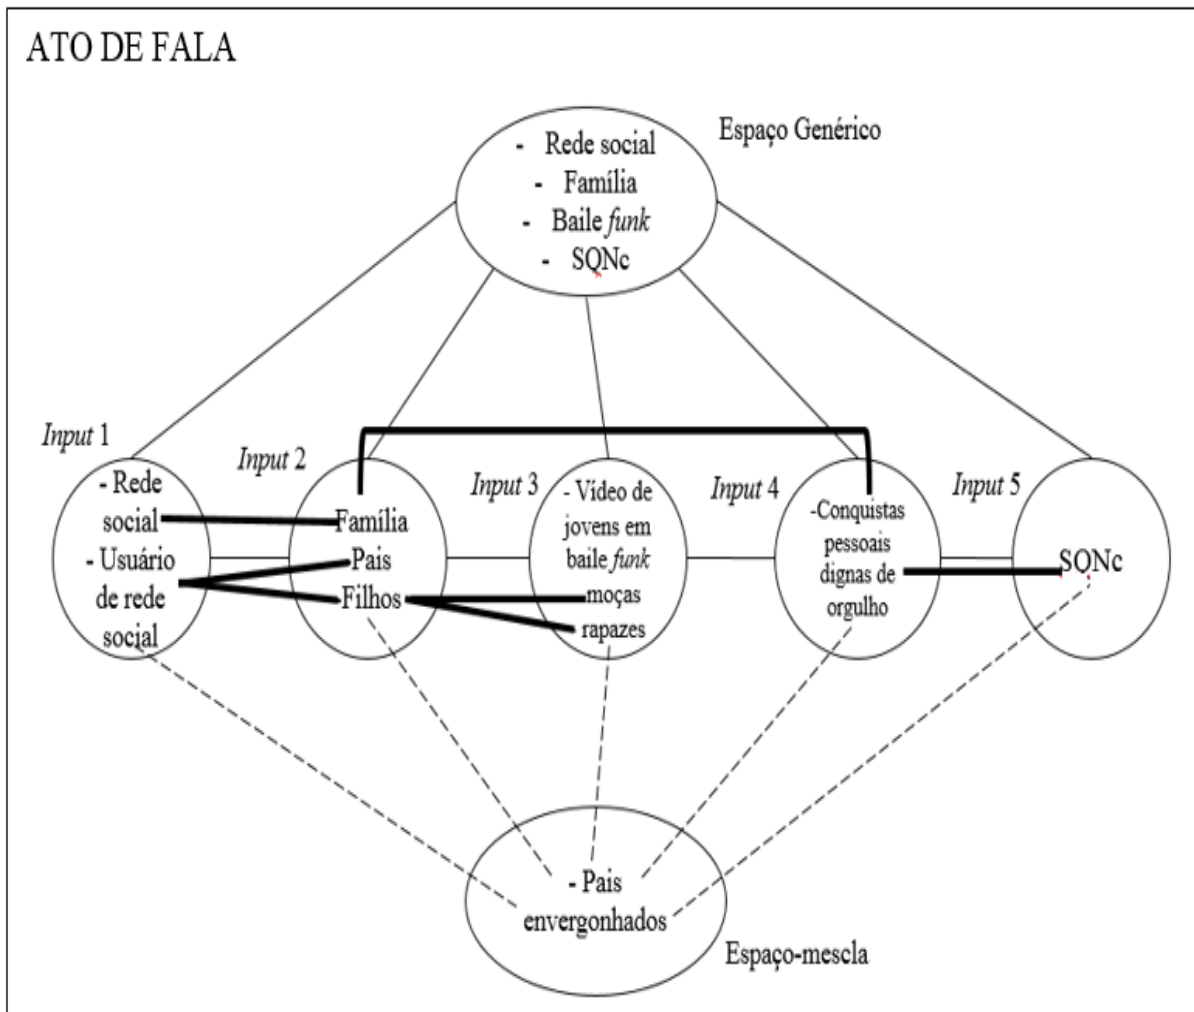 ATO DE FALA
Espaço Genérico
- Rede social
- Família
- Baile funk
- SQNc
Input 1
- Rede
social
- Usuário
de rede
social
Input 2
Família
Pais
Filhos
Input 3
- Vídeo de
jovens em
baile funk
moças
rapazes
Input 4
-Conquistas
pessoais
dignas de
orgulho
Input 5
SQNc
- Pais
envergonhados
Espaço-mescla